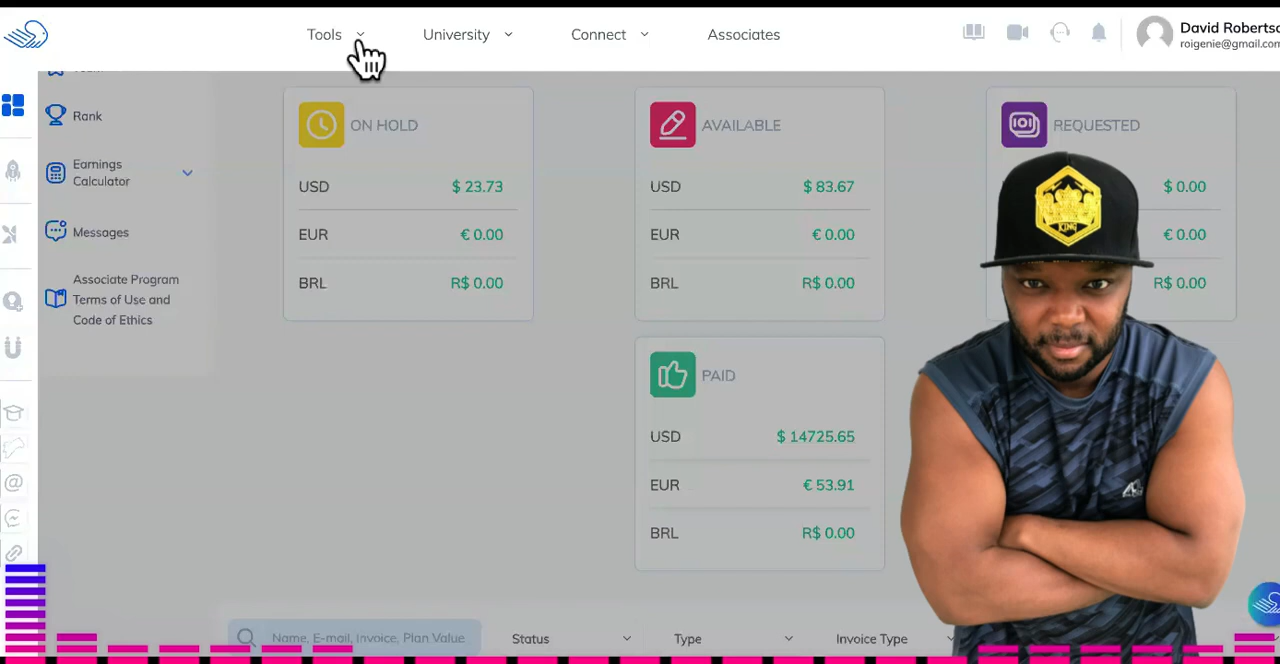 Tools
University
Connect
Associates
David Robertso
roigenie@gmail.com
Rank
Earnings
Calculator
Messages
Associate Program
Terms of Use and
Code of Ethics
ON HOLD
USD $ 23.73
EUR € 0.00
BRL R$ 0.00
AVAILABLE
USD $ 83.67
EUR € 0.00
BRL R$ 0.00
REQUESTED
$ 0.00
€ 0.00
R$ 0.00
KING
PAID
USD $ 14725.65
EUR € 53.91
BRL R$ 0.00
Name, E-mail, Invoice, Plan Value
Status
Type
Invoice Type